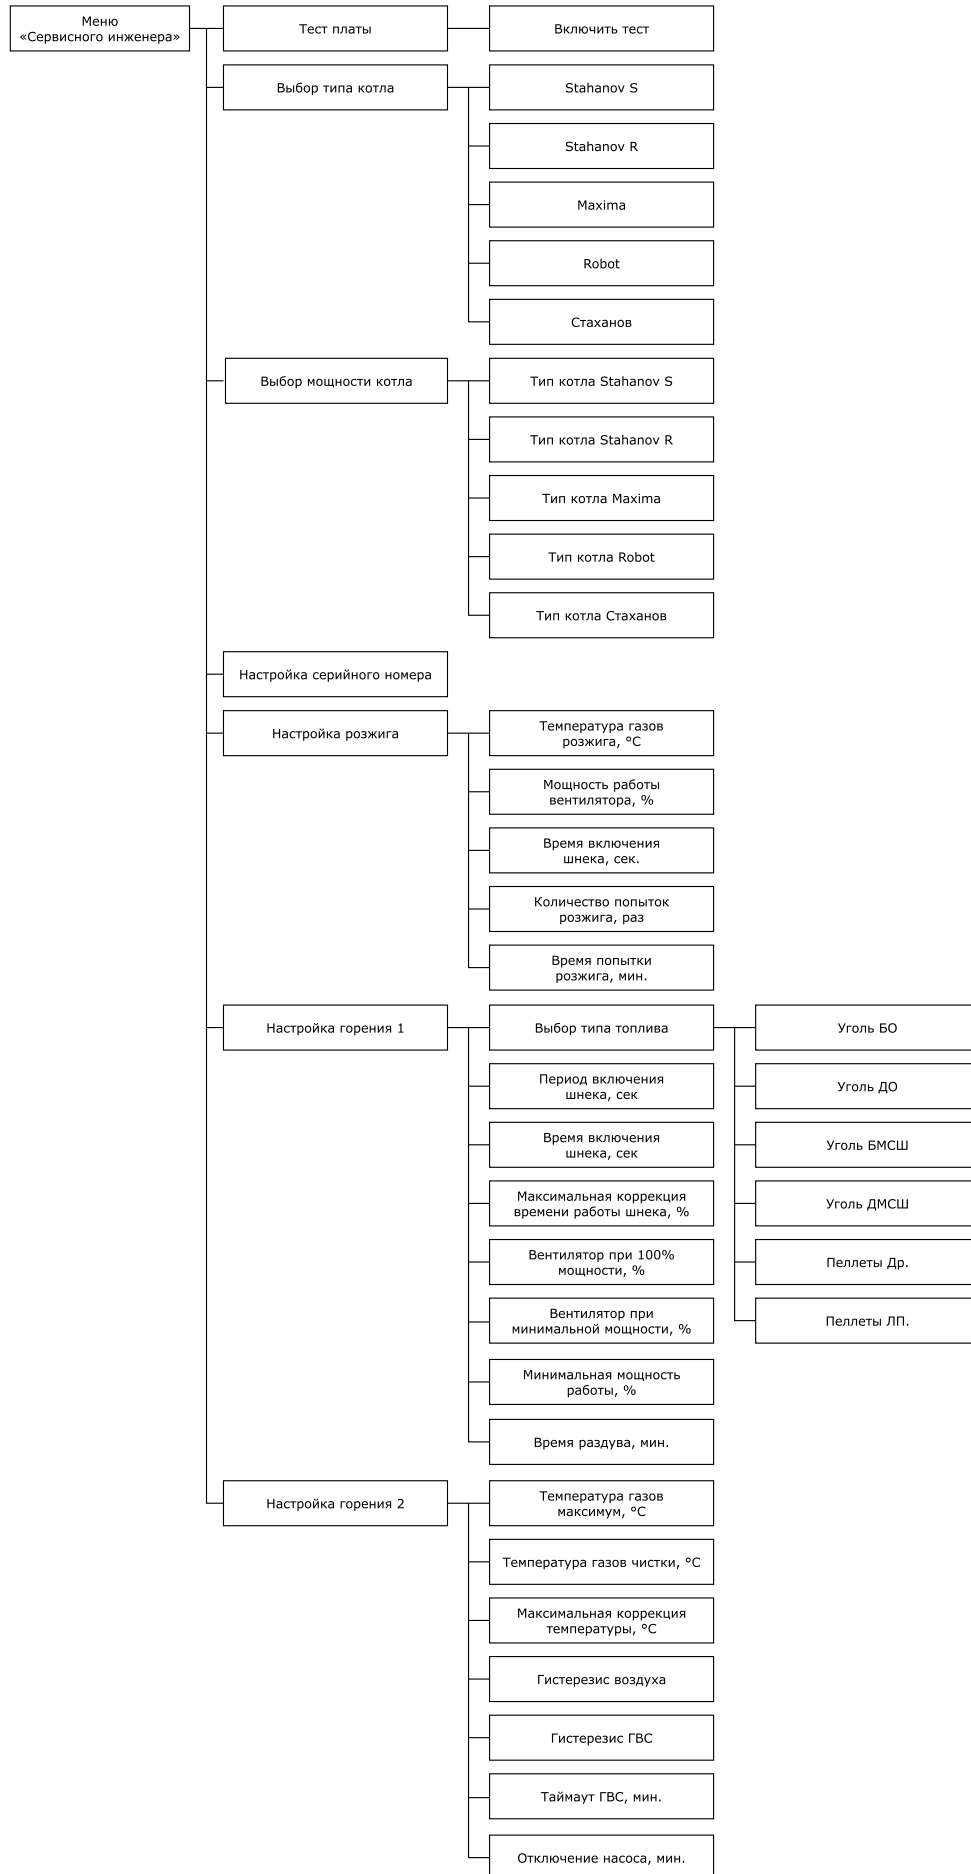 Меню
«Сервисного инженера»
Тест платы
Включить тест
Выбор типа котла
Stahanov S
Stahanov R
Maxima
Robot
Стаханов
Выбор мощности котла
Тип котла Stahanov S
Тип котла Stahanov R
Тип котла Maxima
Тип котла Robot
Тип котла Стаханов
Настройка серийного номера
Настройка розжига
Температура газов
розжига, °C
Мощность работы
вентилятора, %
Время включения
шнека, сек.
Количество попыток
розжига, раз
Время попытки
розжига, мин.
Настройка горения 1
Выбор типа топлива
Уголь БО
Уголь ДО
Уголь БМСШ
Уголь ДМСШ
Пеллеты Др.
Пеллеты ЛП.
Период включения
шнека, сек
Время включения
шнека, сек
Максимальная коррекция
времени работы шнека, %
Вентилятор при 100%
мощности, %
Вентилятор при
минимальной мощности, %
Минимальная мощность
работы, %
Время раздува, мин.
Настройка горения 2
Температура газов
максимум, °C
Температура газов чистки, °C
Максимальная коррекция
температуры, °C
Гистерезис воздуха
Гистерезис ГВС
Таймаут ГВС, мин.
Отключение насоса, мин.